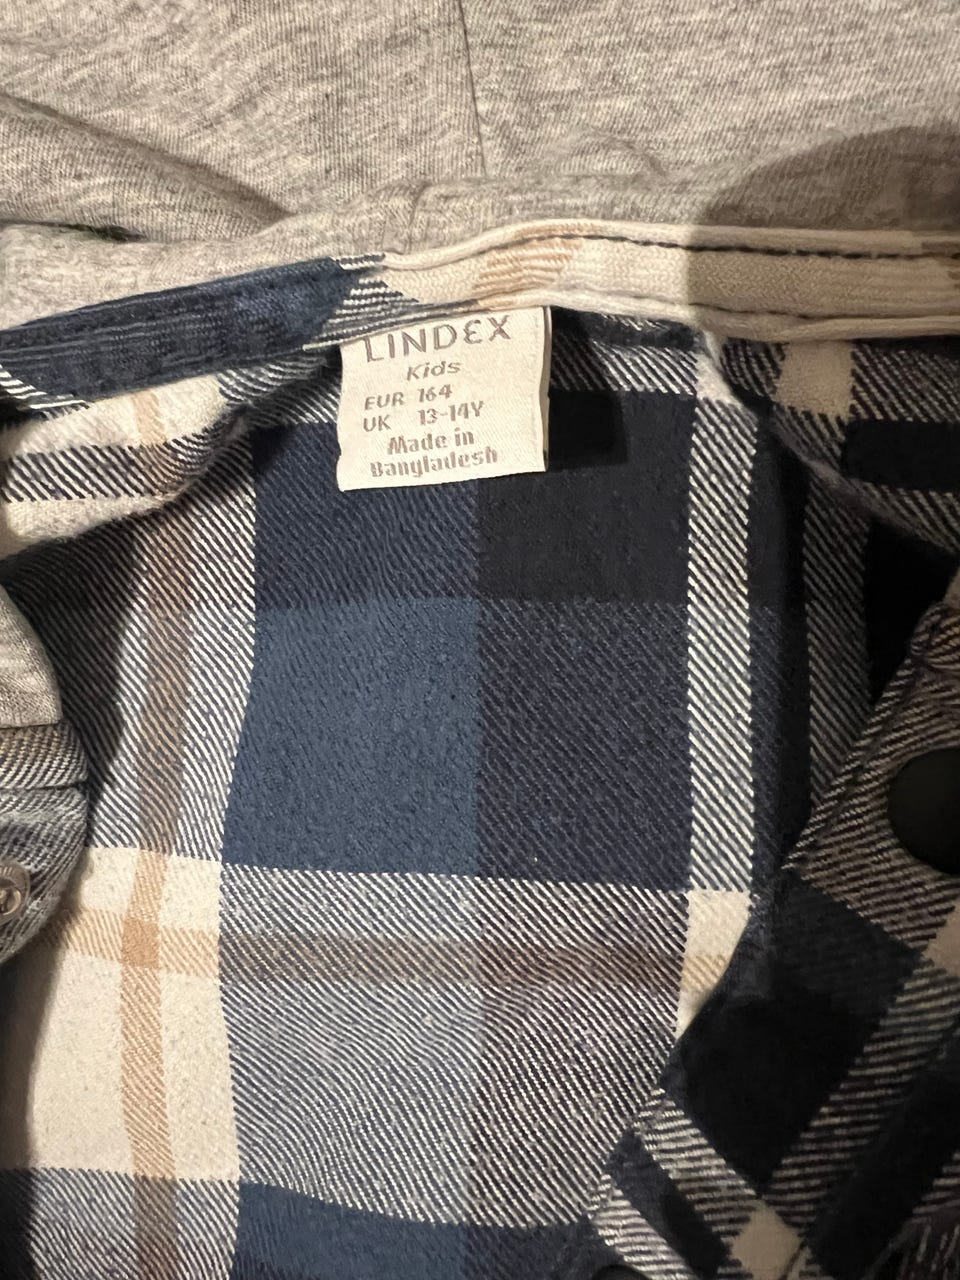 LINDEX
Kids
EUR 164
UK 13-14Y
Made in
Bangladesh